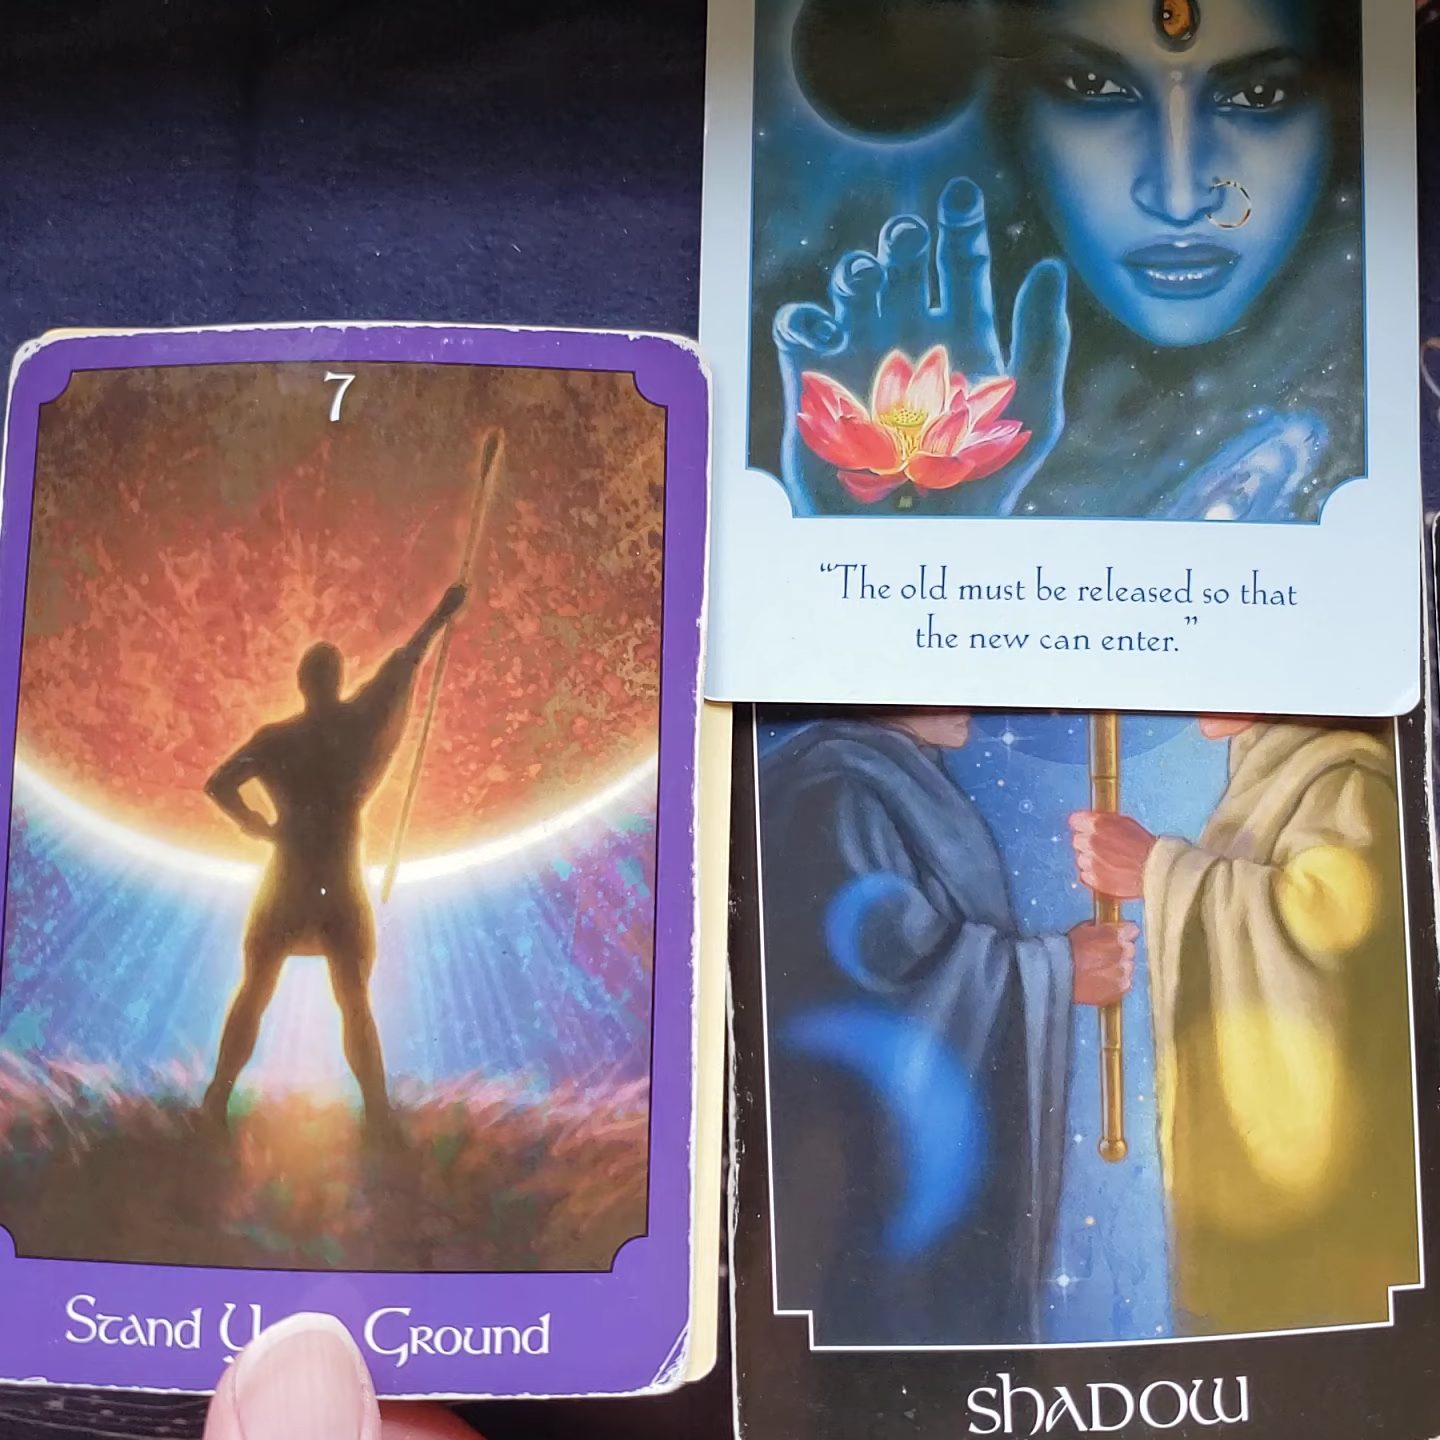 7
Stand Ground
“The old must be released so that
the new can enter.”
Shadow